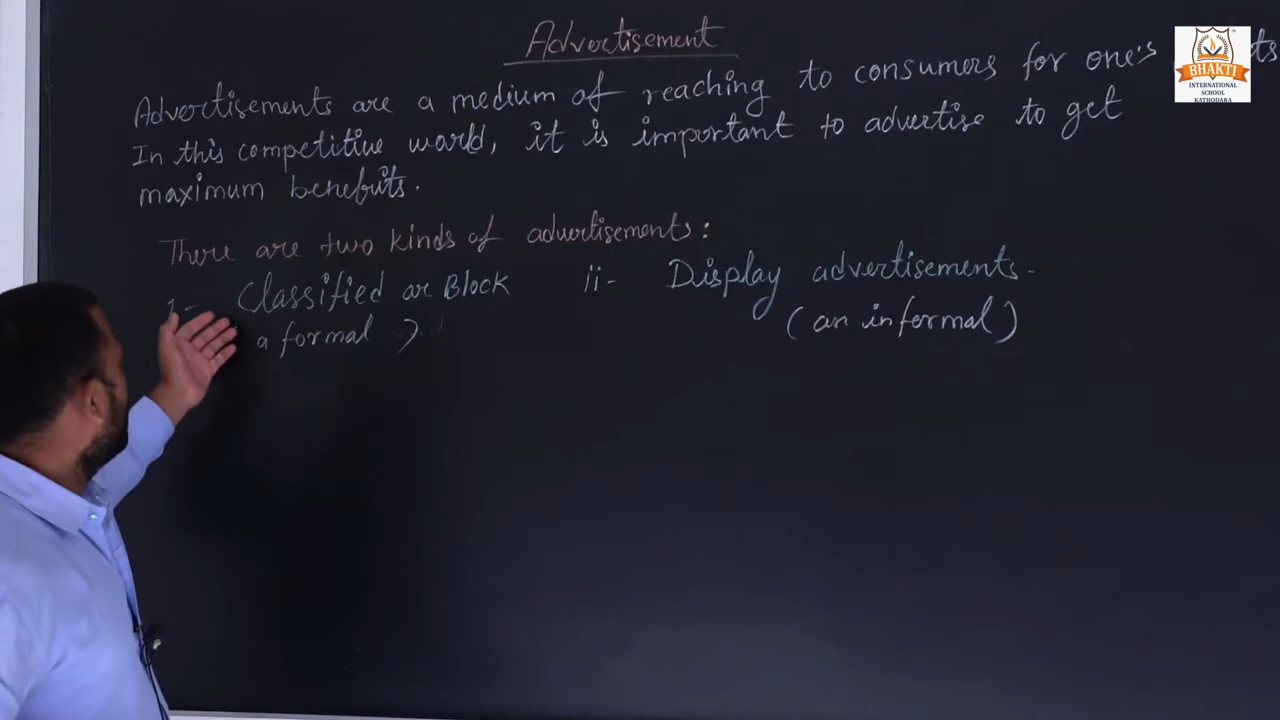 Advertisement
Advertisements are a medium of reaching to consumers for one's
In this competitive world, it is important to advertise to get
maximum benefits.
There are two kinds of advertisements:
i- Classified or Block ii- Display advertisements.
a formal ) (an informal)
BHAKTI
INTERNATIONAL
SCHOOL
KATHODARA